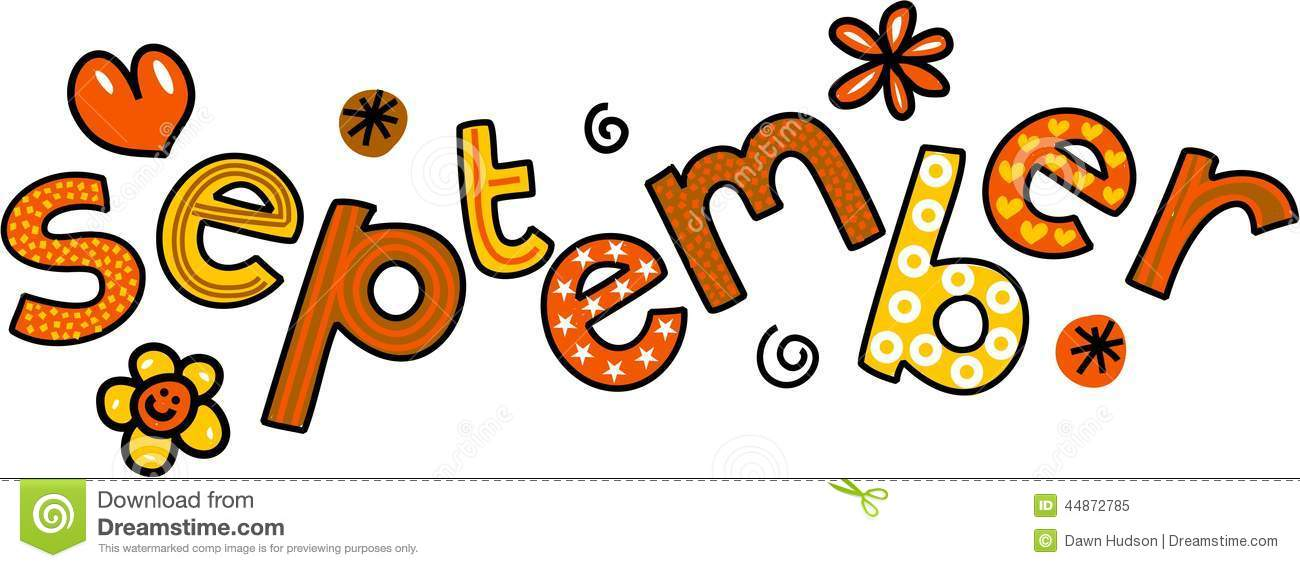 september
Download from
Dreamstime.com
This watermarked comp image is for previewing purposes only.
ID 44872785
© Dawn Hudson | Dreamstime.com